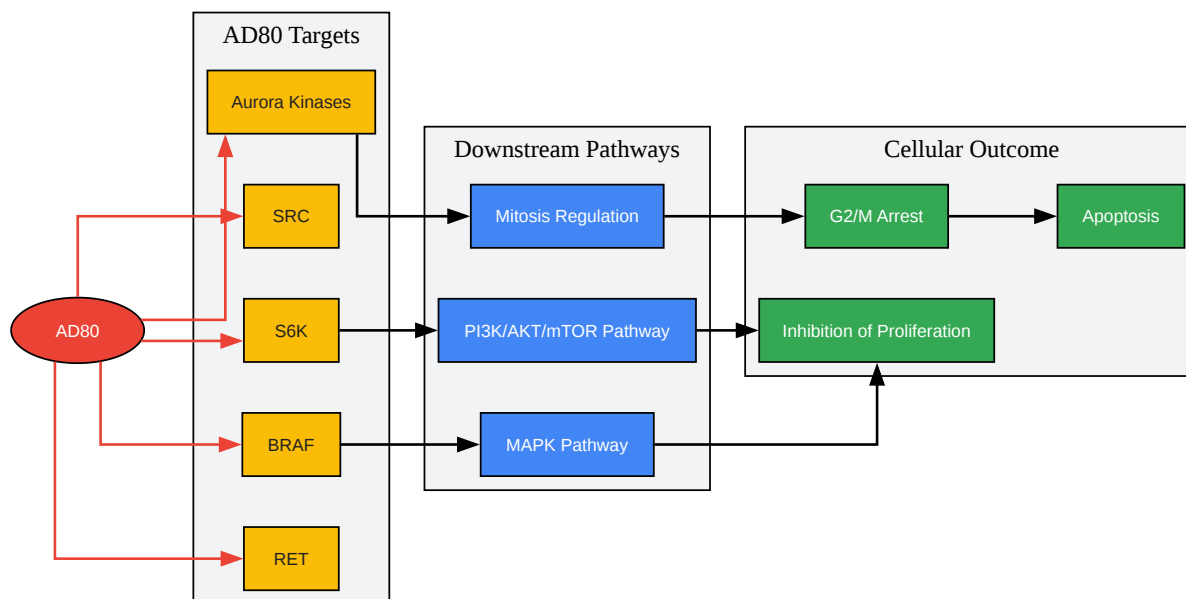 AD80 Targets
Aurora Kinases
Downstream Pathways
Cellular Outcome
SRC
Mitosis Regulation
G2/M Arrest
Apoptosis
AD80
S6K
PI3K/AKT/mTOR Pathway
Inhibition of Proliferation
BRAF
MAPK Pathway
RET